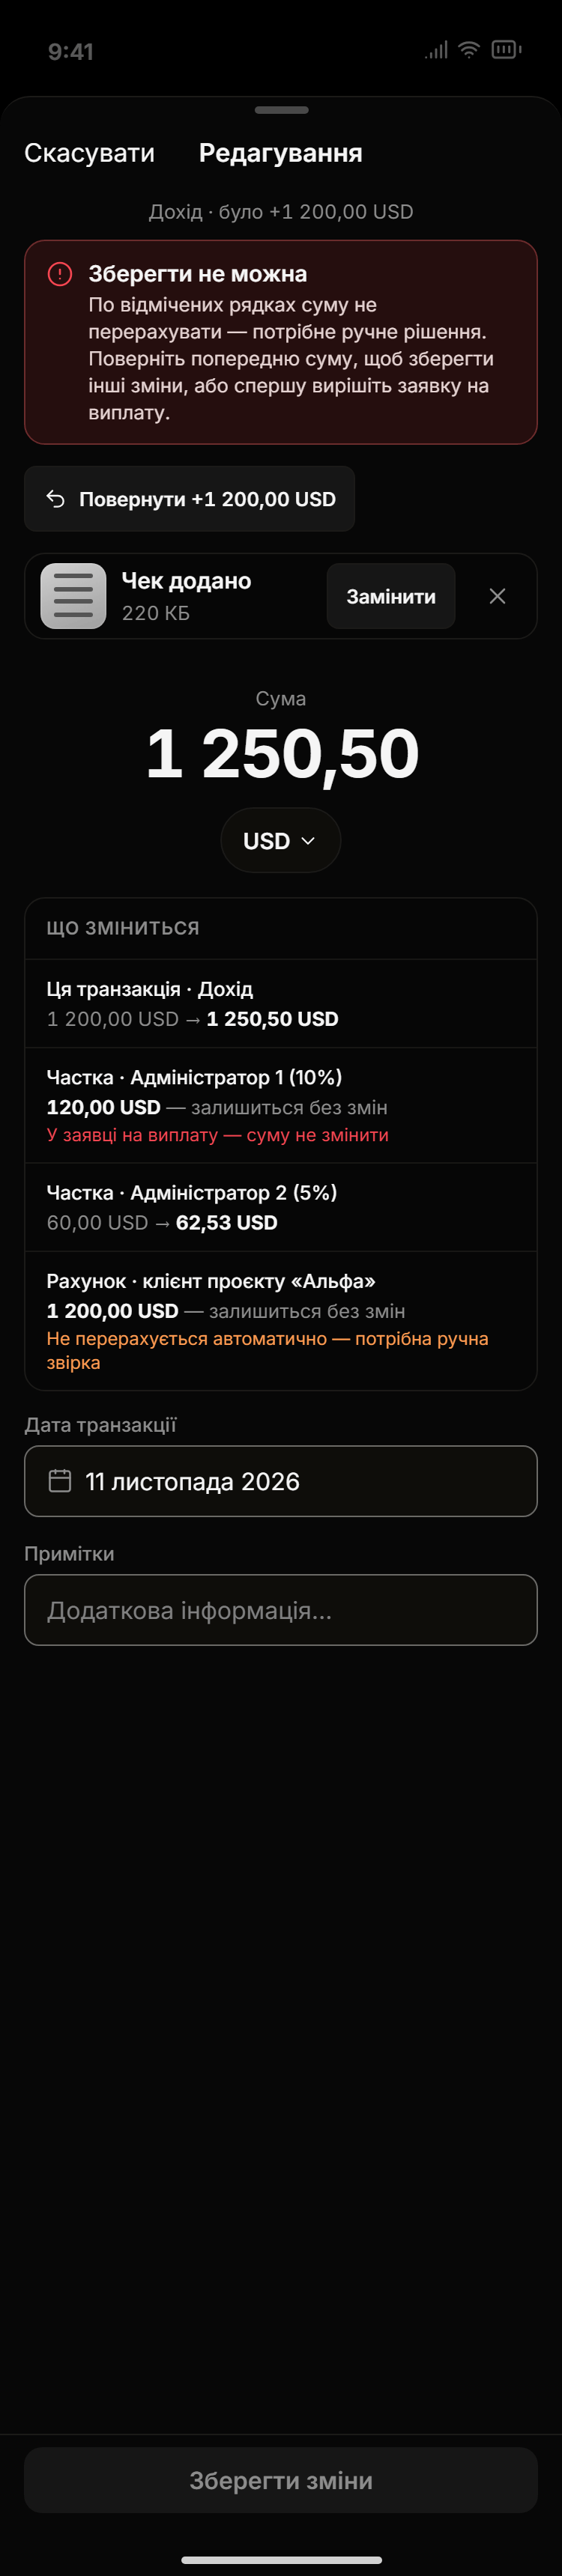 9:41
Скасувати Редагування
Дохід · було +1 200,00 USD
Зберегти не можна
По відмічених рядках суму не
перерахувати — потрібне ручне рішення.
Поверніть попередню суму, щоб зберегти
інші зміни, або спершу вирішіть заявку на
виплату.
Повернути +1 200,00 USD
Чек додано
220 КБ
Замінити
Сума
1 250,50
USD
ЩО ЗМІНИТЬСЯ
Ця транзакція · Дохід
1 200,00 USD → 1 250,50 USD
Частка · Адміністратор 1 (10%)
120,00 USD — залишиться без змін
У заявці на виплату — суму не змінити
Частка · Адміністратор 2 (5%)
60,00 USD → 62,53 USD
Рахунок · клієнт проєкту «Альфа»
1 200,00 USD — залишиться без змін
Не перерахується автоматично — потрібна ручна
звірка
Дата транзакції
11 листопада 2026
Примітки
Додаткова інформація...
Зберегти зміни